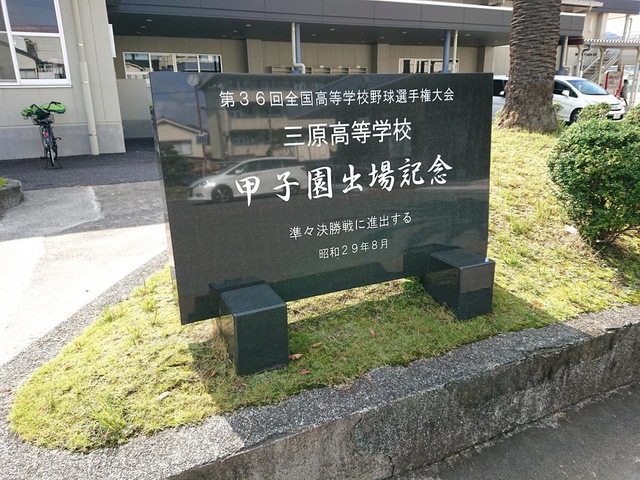 第３６回全国高等学校野球選手権大会
三原高等学校
甲子園出場記念
準々決勝戦に進出する
昭和２９年８月